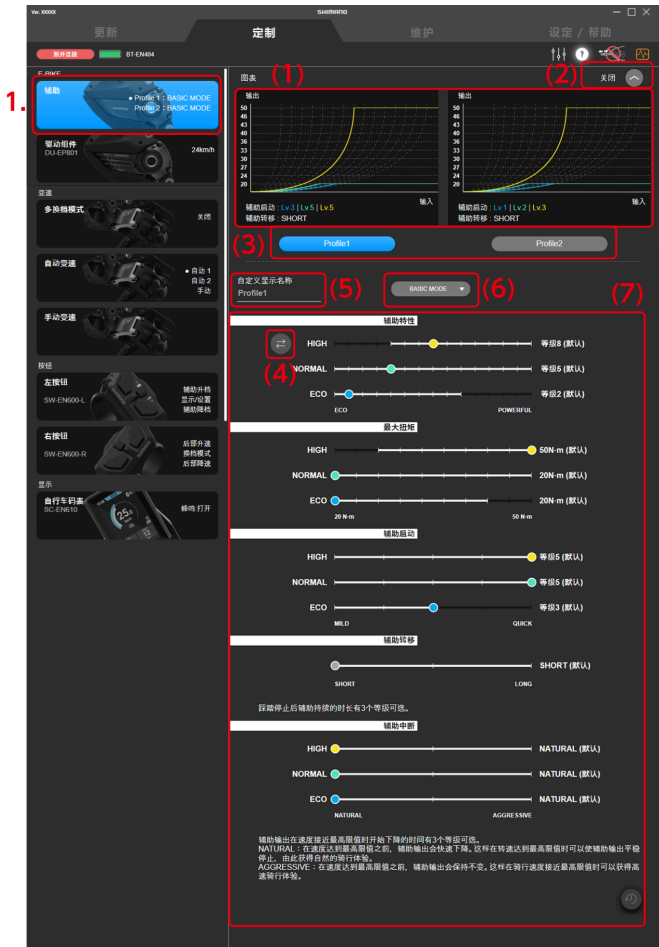 Ver. XXXX
SHIMANO
更新
定制
维护
设定 / 帮助
断开连接
BT-EN404
?
E-BIKE
1.
辅助
● Profile 1：BASIC MODE
Profile 2：BASIC MODE
驱动组件
DU-EP801
24km/h
变速
多换档模式
关闭
自动变速
● 自动 1
自动 2
手动
手动变速
按钮
左按钮
SW-EN600-L
辅助升档
显示/设置
辅助降档
右按钮
SW-EN600-R
后部升速
换档模式
后部降速
显示
自行车码表
SC-EN610
蜂鸣:打开
图表
(1)
(2)
关闭
输出
50
46
43
40
37
33
30
27
24
20
输入
辅助启动 : Lv.3 | Lv.5 | Lv.5
辅助转移 : SHORT
输出
50
46
43
40
37
33
30
27
24
20
输入
辅助启动 : Lv.1 | Lv.2 | Lv.3
辅助转移 : SHORT
(3)
Profile1
Profile2
自定义显示名称
Profile1
(5)
BASIC MODE
(6)
(7)
辅助特性
(4)
HIGH
等级8 (默认)
NORMAL
等级5 (默认)
ECO
等级2 (默认)
ECO
POWERFUL
最大扭矩
HIGH
50N·m (默认)
NORMAL
20N·m (默认)
ECO
20N·m (默认)
20 N·m
50 N·m
辅助启动
HIGH
等级5 (默认)
NORMAL
等级5 (默认)
ECO
等级3 (默认)
MILD
QUICK
辅助转移
SHORT (默认)
SHORT
LONG
踩踏停止后辅助持续的时长有3个等级可选。
辅助中断
HIGH
NATURAL (默认)
NORMAL
NATURAL (默认)
ECO
NATURAL (默认)
NATURAL
AGGRESSIVE
辅助输出在速度接近最高限值时开始下降的时间有3个等级可选。
NATURAL：在速度达到最高限值之前，辅助输出会快速下降。这样在转速达到最高限值时可以使辅助输出平稳
停止，由此获得自然的骑行体验。
AGGRESSIVE：在速度达到最高限值之前，辅助输出会保持不变。这样在骑行速度接近最高限值时可以获得高
速骑行体验。